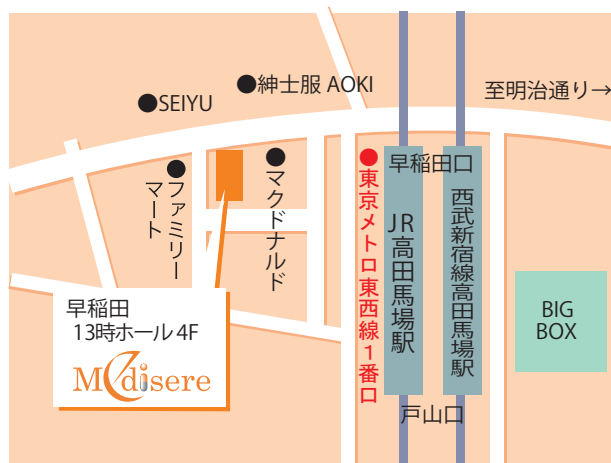 ●紳士服 AOKI
●SEIYU
至明治通り→
早稲田口
●ファミリー
マート
●マクドナルド
●東京メトロ東西線１番口
JR高田馬場駅
西武新宿線高田馬場駅
BIG
BOX
早稲田
13時ホール 4F
Medisere
戸山口